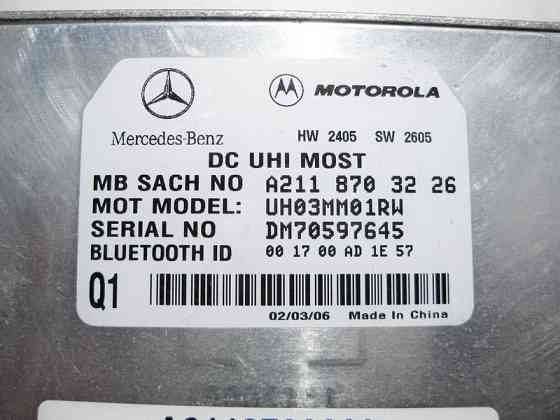 MOTOROLA
Mercedes-Benz
HW 2405 SW 2605
DC UHI MOST
MB SACH NO A211 870 32 26
MOT MODEL: UH03MM01RW
SERIAL NO DM70597645
BLUETOOTH ID 00 17 00 AD 1E 57
Q1
02/03/06 Made In China